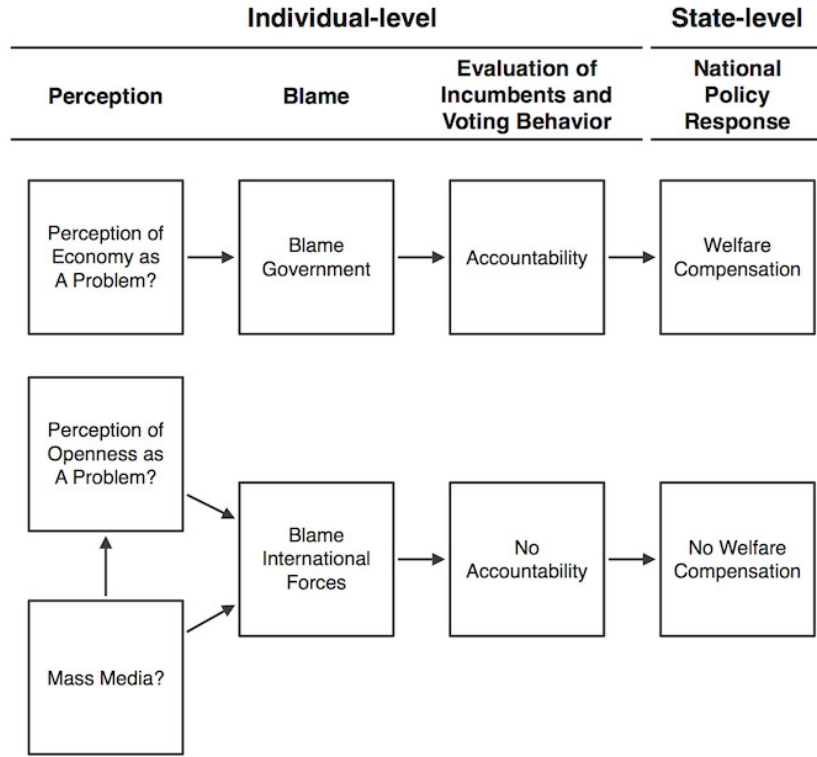 Individual-level
State-level
Perception
Blame
Evaluation of
Incumbents and
Voting Behavior
National
Policy
Response
Perception of
Economy as
A Problem?
Blame
Government
Accountability
Welfare
Compensation
Perception of
Openness as
A Problem?
Blame
International
Forces
No
Accountability
No Welfare
Compensation
Mass Media?